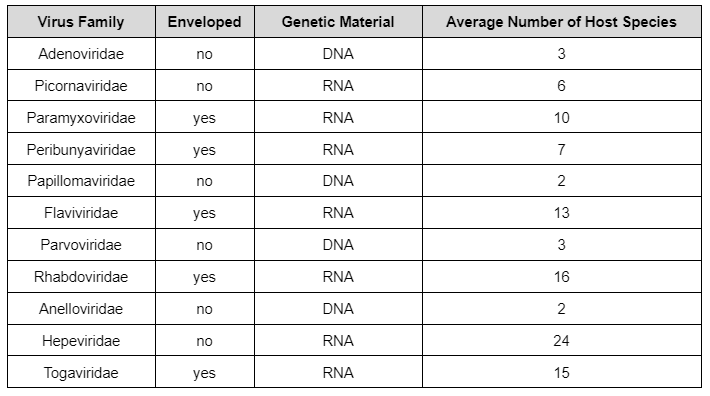 Virus Family Enveloped Genetic Material Average Number of Host Species
Adenoviridae no DNA 3
Picornaviridae no RNA 6
Paramyxoviridae yes RNA 10
Peribunyaviridae yes RNA 7
Papillomaviridae no DNA 2
Flaviviridae yes RNA 13
Parvoviridae no DNA 3
Rhabdoviridae yes RNA 16
Anelloviridae no DNA 2
Hepeviridae no RNA 24
Togaviridae yes RNA 15